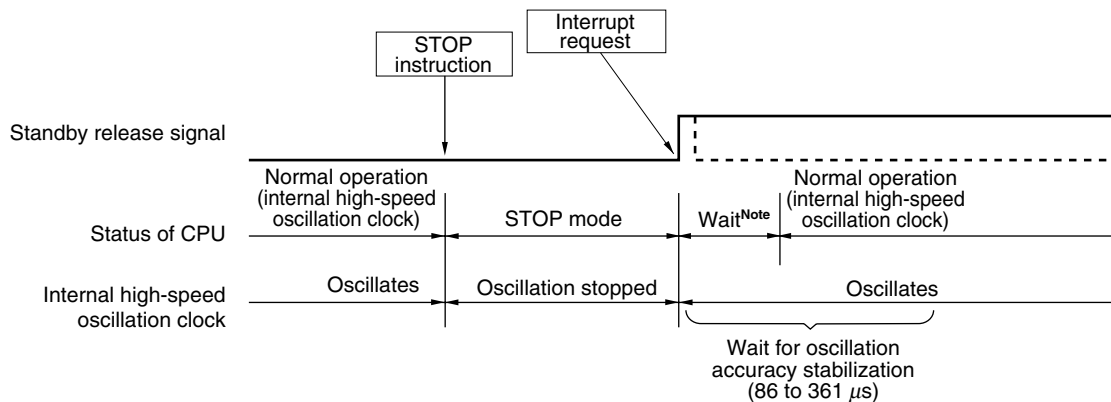 Interrupt
request
STOP
instruction
Standby release signal
Normal operation
(internal high-speed
oscillation clock)
Normal operation
(internal high-speed
oscillation clock)
Status of CPU
STOP mode
WaitNote
Internal high-speed
oscillation clock
Oscillates
Oscillation stopped
Oscillates
Wait for oscillation
accuracy stabilization
(86 to 361 μs)